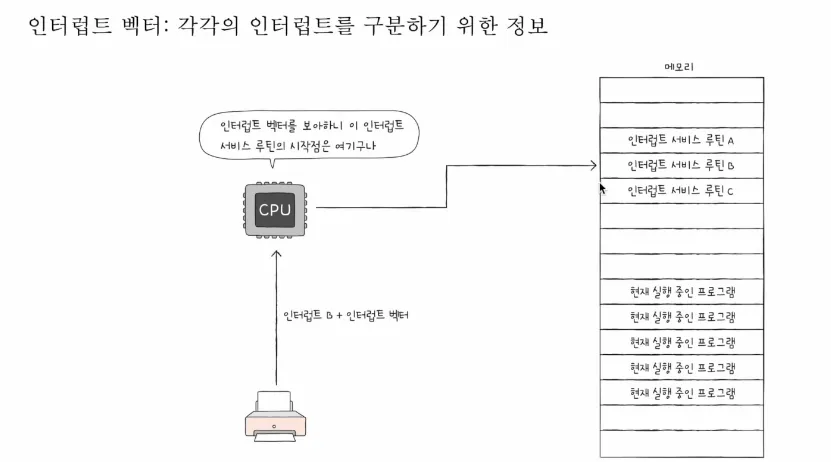 인터럽트 벡터: 각각의 인터럽트를 구분하기 위한 정보
메모리
인터럽트 벡터를 보아하니 이 인터럽트
서비스 루틴의 시작점은 여기구나
CPU
인터럽트 B + 인터럽트 벡터
인터럽트 서비스 루틴 A
인터럽트 서비스 루틴 B
인터럽트 서비스 루틴 C
현재 실행 중인 프로그램
현재 실행 중인 프로그램
현재 실행 중인 프로그램
현재 실행 중인 프로그램
현재 실행 중인 프로그램